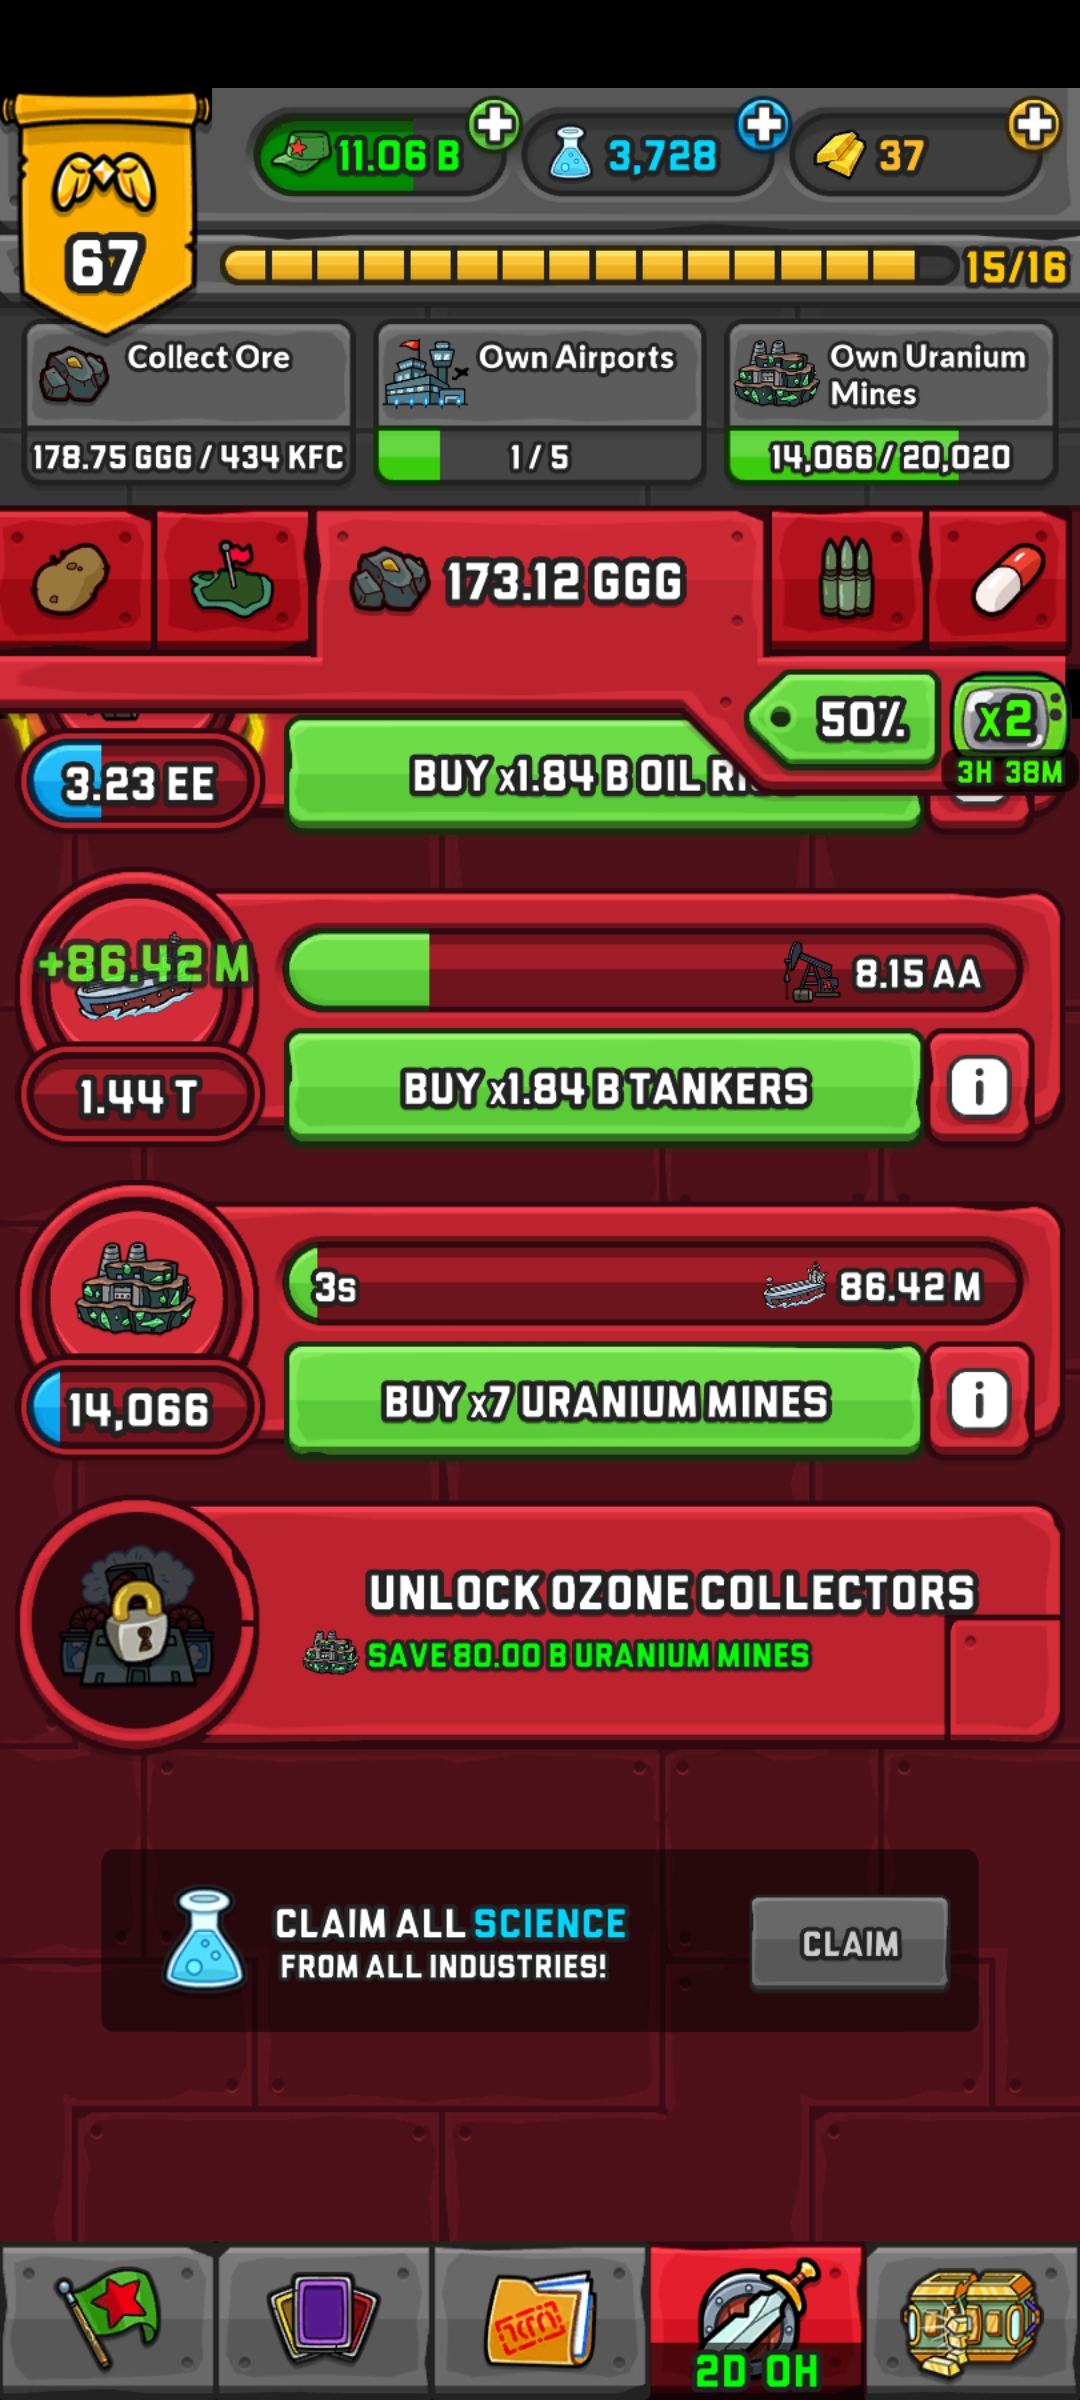 11.06 B
3,728
37
67
15/16
Collect Ore
178.75 GGG / 434 KFC
Own Airports
1 / 5
Own Uranium
Mines
14,066 / 20,020
173.12 GGG
50%
x2
3H 38M
3.23 EE
BUY x1.84 B OIL
+86.42 M
8.15 AA
1.44 T
BUY x1.84 B TANKERS
3s
86.42 M
14,066
BUY x7 URANIUM MINES
UNLOCK OZONE COLLECTORS
SAVE 80.00 B URANIUM MINES
CLAIM ALL SCIENCE
FROM ALL INDUSTRIES!
CLAIM
2D 0H